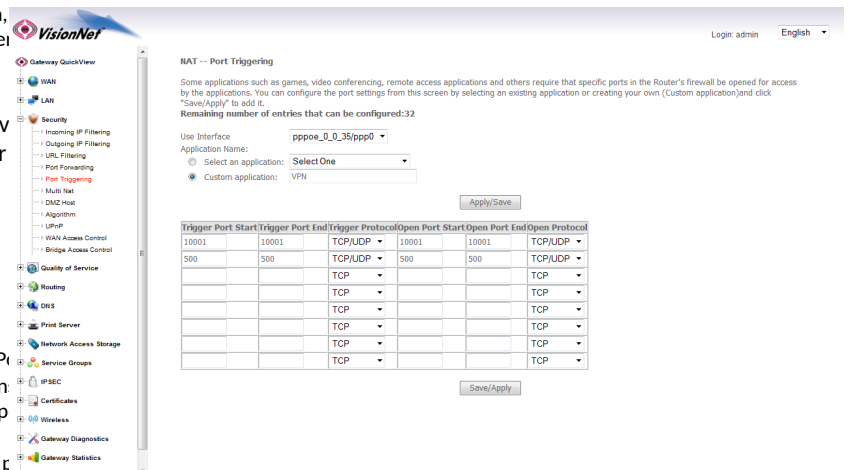 VisionNet
Login: admin
English
Gateway QuickView
WAN
LAN
Security
Incoming IP Filtering
Outgoing IP Filtering
URL Filtering
Port Forwarding
Port Triggering
Multi Nat
DMZ Host
Algorithm
UPnP
WAN Access Control
Bridge Access Control
Quality of Service
Routing
DNS
Print Server
Network Access Storage
Service Groups
IPSEC
Certificates
Wireless
Gateway Diagnostics
Gateway Statistics
NAT -- Port Triggering
Some applications such as games, video conferencing, remote access applications and others require that specific ports in the Router's firewall be opened for access
by the applications. You can configure the port settings from this screen by selecting an existing application or creating your own (Custom application)and click
"Save/Apply" to add it.
Remaining number of entries that can be configured:32
Use Interface pppoe_0_0_35/ppp0
Application Name:
Select an application: Select One
Custom application: VPN
Apply/Save
Trigger Port Start Trigger Port End Trigger Protocol Open Port Start Open Port End Open Protocol
10001 10001 TCP/UDP 10001 10001 TCP/UDP
500 500 TCP/UDP 500 500 TCP/UDP
TCP TCP
TCP TCP
TCP TCP
TCP TCP
TCP TCP
TCP TCP
Save/Apply